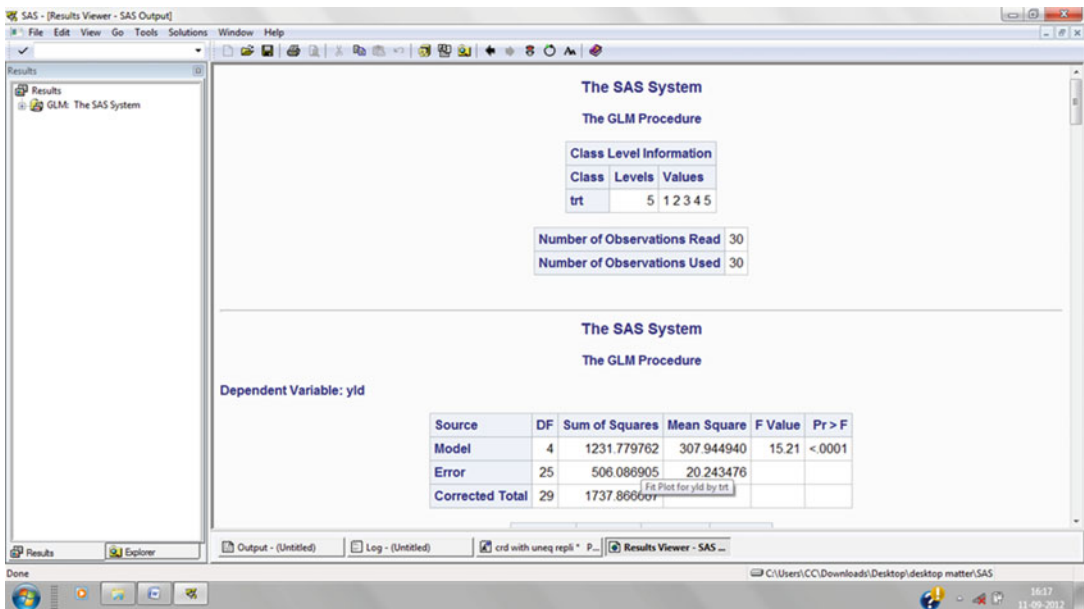 SAS - [Results Viewer - SAS Output]
File Edit View Go Tools Solutions Window Help
Results
Results
GLM: The SAS System
The SAS System
The GLM Procedure
Class Level Information
Class Levels Values
trt 5 1 2 3 4 5
Number of Observations Read 30
Number of Observations Used 30
The SAS System
The GLM Procedure
Dependent Variable: yld
Source DF Sum of Squares Mean Square F Value Pr > F
Model 4 1231.779762 307.944940 15.21 <.0001
Error 25 506.086905 20.243476
Fit Plot for yld by trt
Corrected Total 29
Results Explorer
Output - (Untitled) Log - (Untitled) crd with uneq repli * P... Results Viewer - SAS ...
Done C:\Users\CC\Downloads\Desktop\desktop matter\SAS
16:17
11-09-2012